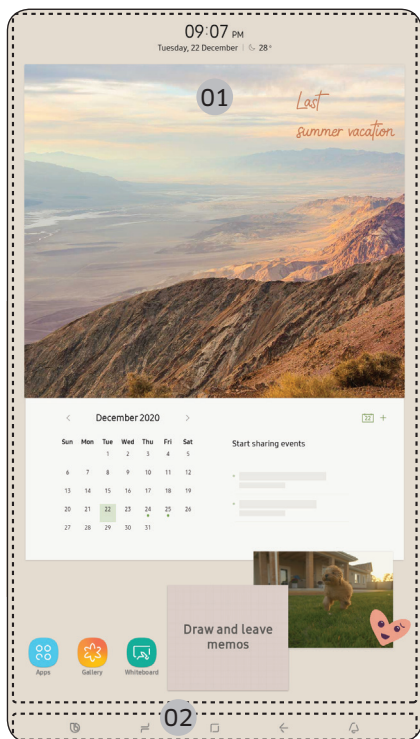 09:07 PM
Tuesday, 22 December | 28°
01
Last
summer vacation
December 2020
22
Sun Mon Tue Wed Thu Fri Sat
Start sharing events
1 2 3 4 5
6 7 8 9 10 11 12
13 14 15 16 17 18 19
20 21 22 23 24 25 26
27 28 29 30 31
Draw and leave
memos
Apps Gallery Whiteboard
02